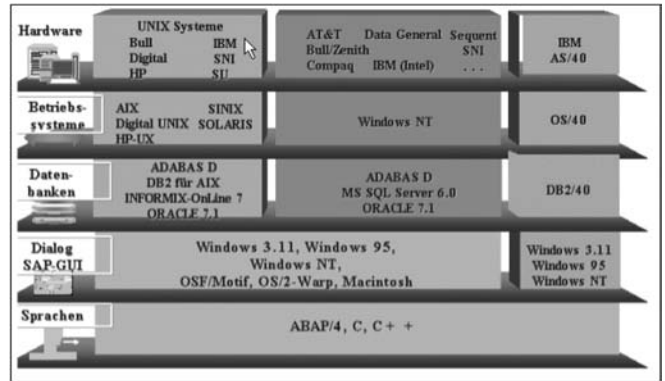 Hardware
UNIX Systeme
Bull IBM
Digital SNI
HP SU
AT&T Data General Sequent
Bull/Zenith SNI
Compaq IBM (Intel) . . .
IBM
AS/40
Betriebs-
systeme
AIX SINIX
Digital UNIX SOLARIS
HP-UX
Windows NT
OS/40
Daten-
banken
ADABAS D
DB2 für AIX
INFORMIX-OnLine 7
ORACLE 7.1
ADABAS D
MS SQL Server 6.0
ORACLE 7.1
DB2/40
Dialog
SAP-GUI
Windows 3.11, Windows 95,
Windows NT,
OSF/Motif, OS/2-Warp, Macintosh
Windows 3.11
Windows 95
Windows NT
Sprachen
ABAP/4, C, C+ +